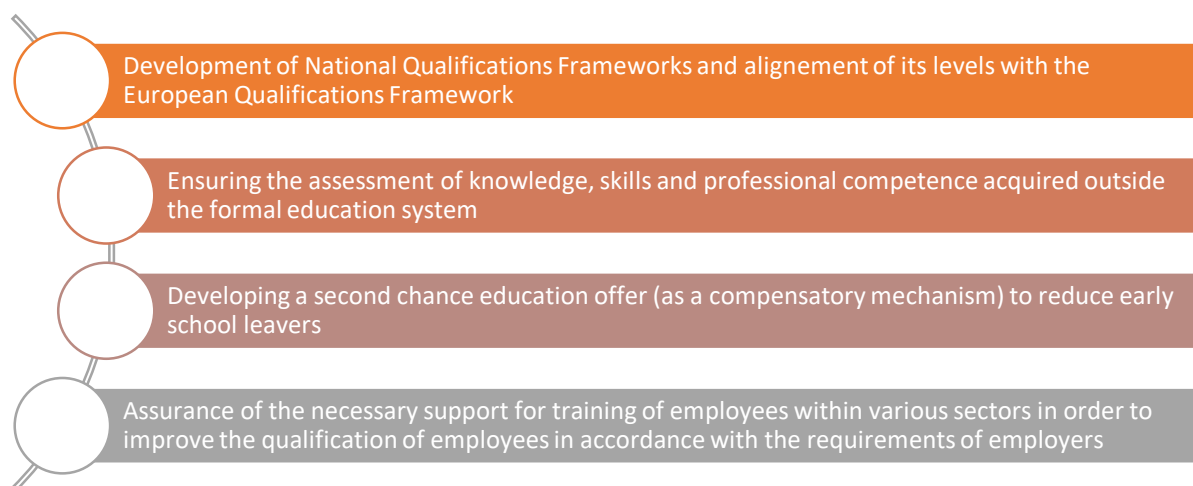 Development of National Qualifications Frameworks and alignement of its levels with the
European Qualifications Framework
Ensuring the assessment of knowledge, skills and professional competence acquired outside
the formal education system
Developing a second chance education offer (as a compensatory mechanism) to reduce early
school leavers
Assurance of the necessary support for training of employees within various sectors in order to
improve the qualification of employees in accordance with the requirements of employers